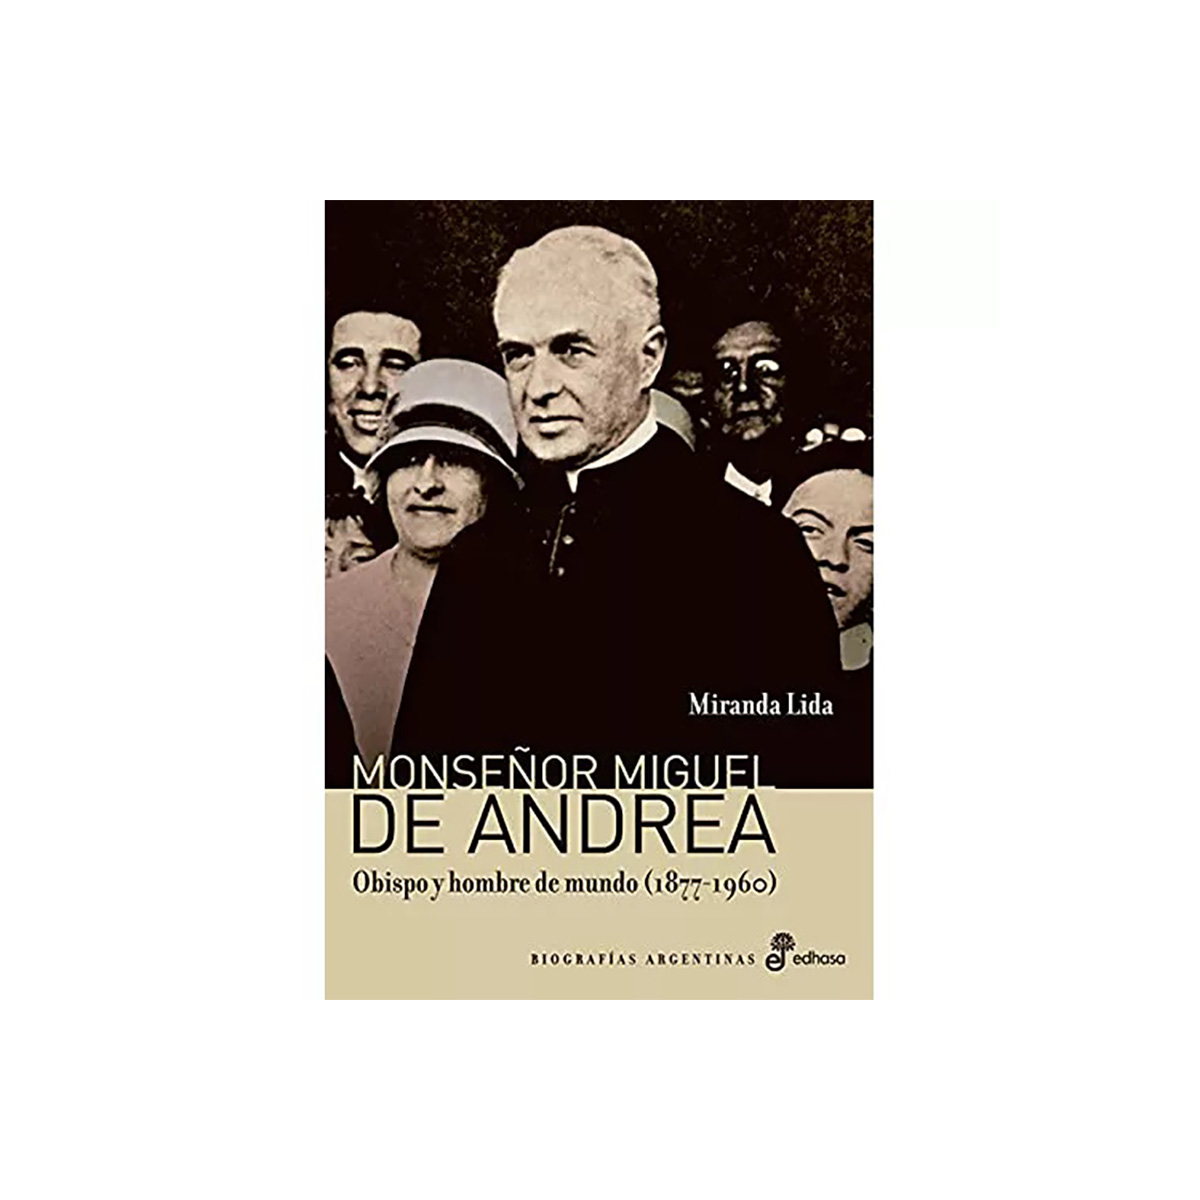 Miranda Lida
MONSEÑOR MIGUEL
DE ANDREA
Obispo y hombre de mundo (1877-1960)
BIOGRAFÍAS ARGENTINAS edhasa